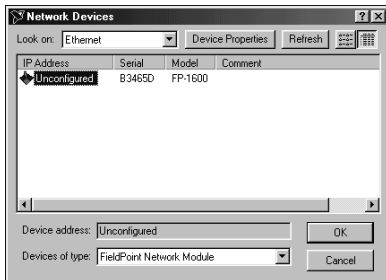 Network Devices
Look on: Ethernet Device Properties Refresh
IP Address Serial Model Comment
Unconfigured B3465D FP-1600
Device address: Unconfigured OK
Devices of type: FieldPoint Network Module Cancel